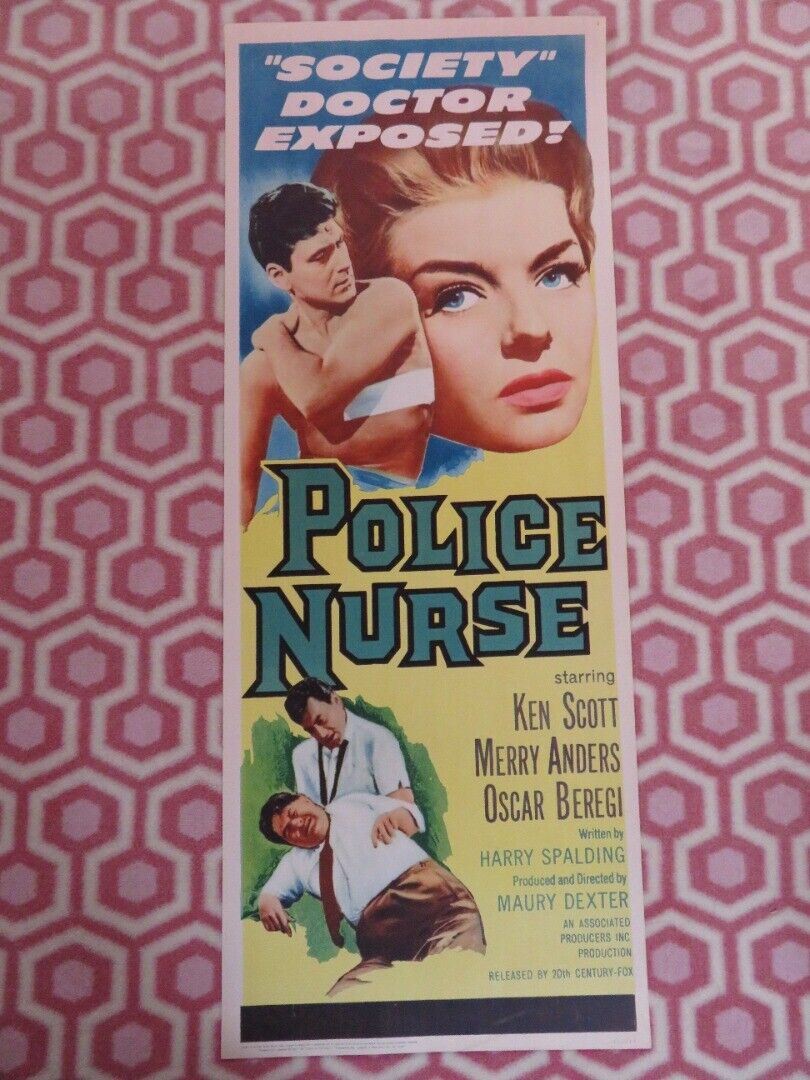 "SOCIETY"
DOCTOR
EXPOSED!
POLICE
NURSE
starring
KEN SCOTT
MERRY ANDERS
OSCAR BEREGI
Written by
HARRY SPALDING
Produced and Directed by
MAURY DEXTER
AN ASSOCIATED
PRODUCERS INC.
PRODUCTION
RELEASED BY 20th CENTURY-FOX